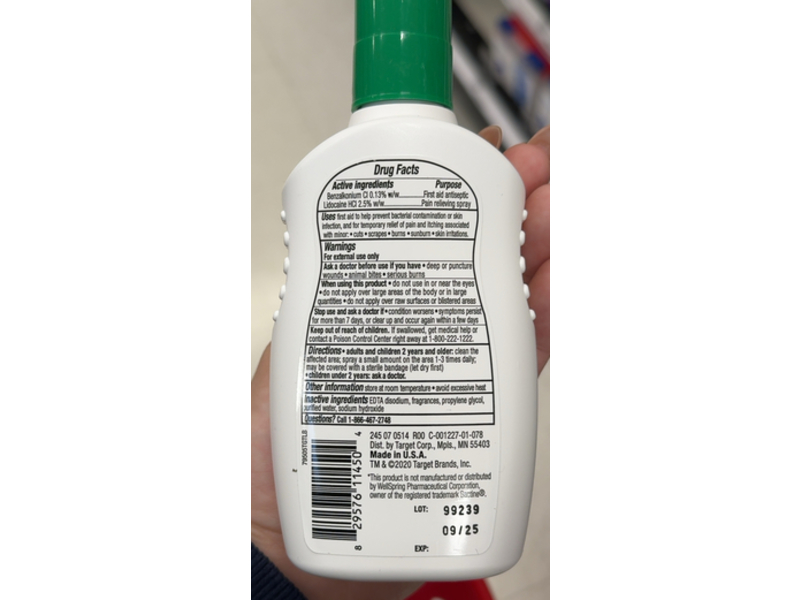 Drug Facts
Active ingredients Purpose
Benzalkonium Cl 0.13% w/w...............First aid antiseptic
Lidocaine HCl 2.5% w/w...............Pain relieving spray
Uses first aid to help prevent bacterial contamination or skin
infection, and for temporary relief of pain and itching associated
with minor: • cuts • scrapes • burns • sunburn • skin irritations.
Warnings
For external use only
Ask a doctor before use if you have • deep or puncture
wounds • animal bites • serious burns
When using this product • do not use in or near the eyes
• do not apply over large areas of the body or in large
quantities • do not apply over raw surfaces or blistered areas
Stop use and ask a doctor if • condition worsens • symptoms persist
for more than 7 days, or clear up and occur again within a few days
Keep out of reach of children. If swallowed, get medical help or
contact a Poison Control Center right away at 1-800-222-1222.
Directions • adults and children 2 years and older: clean the
affected area; spray a small amount on the area 1-3 times daily;
may be covered with a sterile bandage (let dry first)
• children under 2 years: ask a doctor.
Other information store at room temperature • avoid excessive heat
Inactive ingredients EDTA disodium, fragrances, propylene glycol,
purified water, sodium hydroxide
Questions? Call 1-866-467-2748
245 07 0514 R00 C-001227-01-078
Dist. by Target Corp., Mpls., MN 55403
Made in U.S.A.
TM & ©2020 Target Brands, Inc.
*This product is not manufactured or distributed
by WellSpring Pharmaceutical Corporation,
owner of the registered trademark Bactine®.
LOT: 99239
09/25
EXP:
8 29576 11450 4